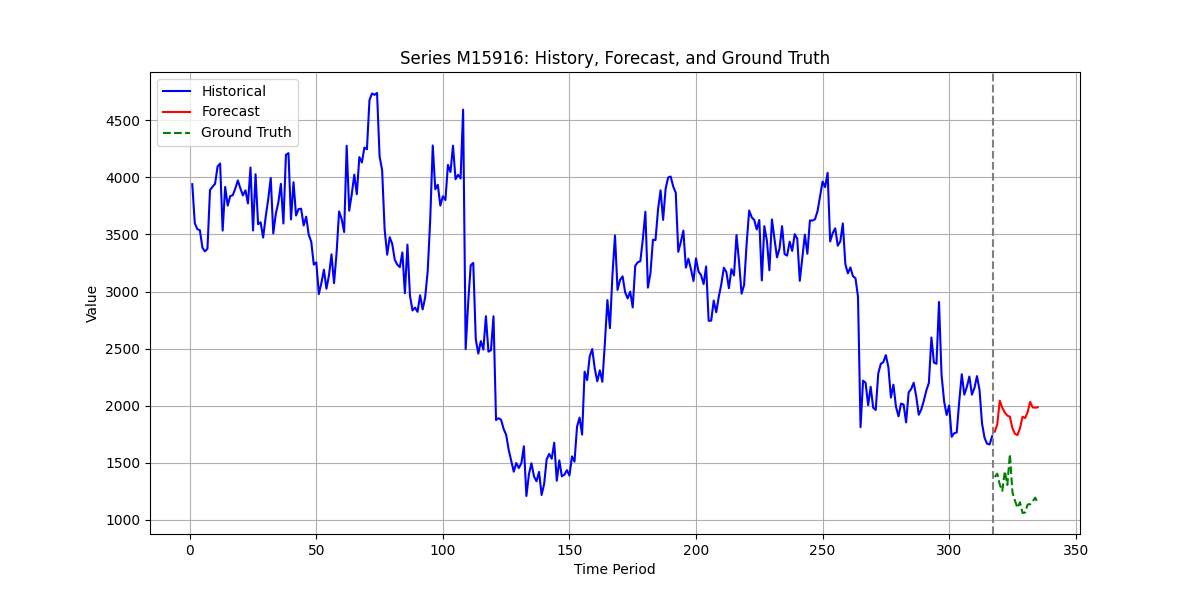 Series M15916: History, Forecast, and Ground Truth
Historical
Forecast
Ground Truth
4500
4000
3500
3000
2500
2000
1500
1000
Value
0 50 100 150 200 250 300 350
Time Period